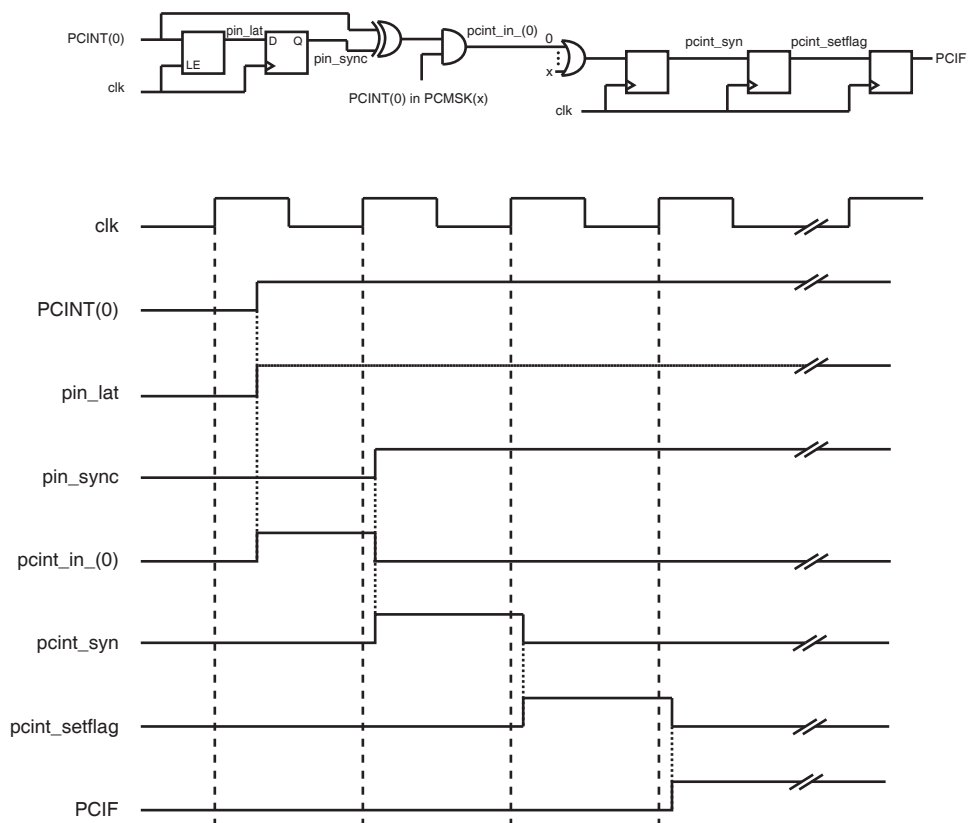 PCINT(0)
pin_lat
D Q
LE
clk
pin_sync
pcint_in_(0)
0
x
PCINT(0) in PCMSK(x)
clk
pcint_syn
pcint_setflag
PCIF
clk
PCINT(0)
pin_lat
pin_sync
pcint_in_(0)
pcint_syn
pcint_setflag
PCIF